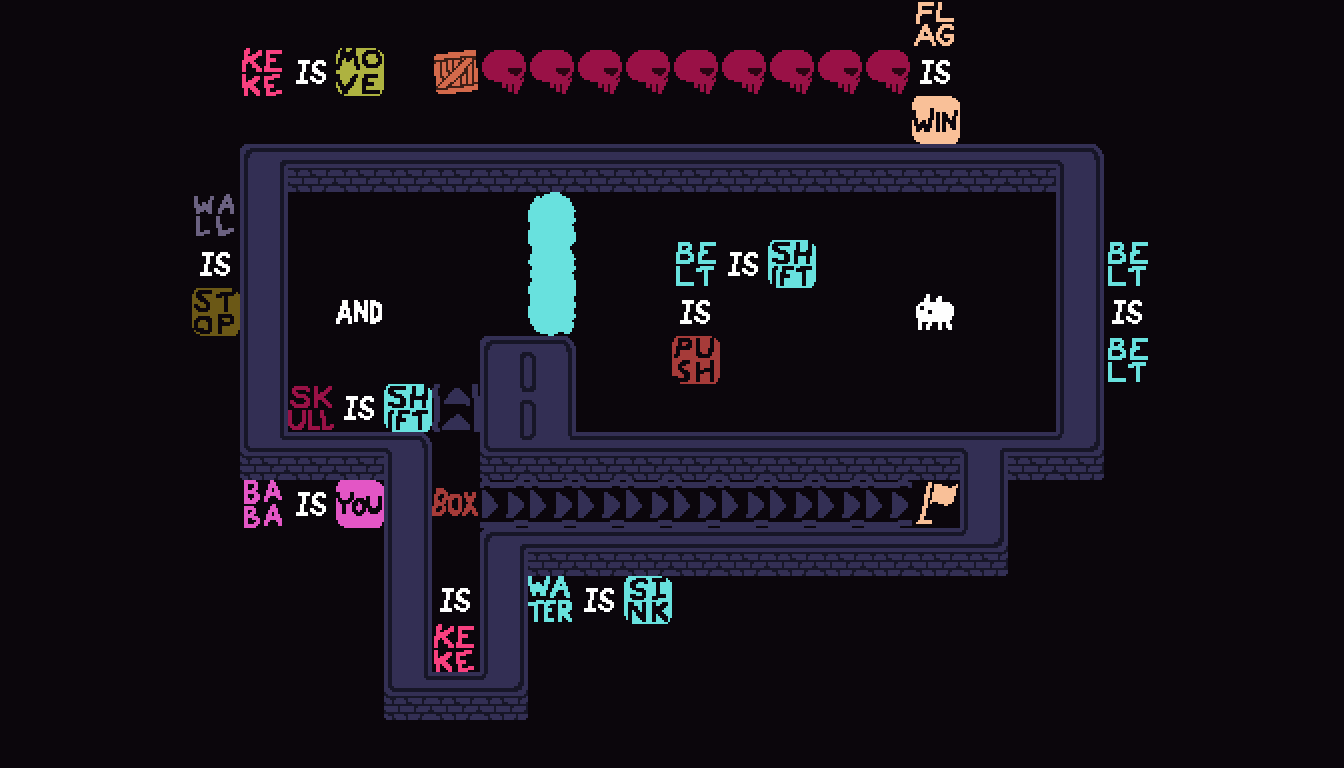 FLAG
KEKE IS MOVE
IS
WIN
WALL
IS
STOP
BELT IS SHIFT
IS
PUSH
AND
BELT
IS
BELT
SKULL IS SHIFT
BABA IS YOU
BOX
IS
KEKE
WATER IS SINK